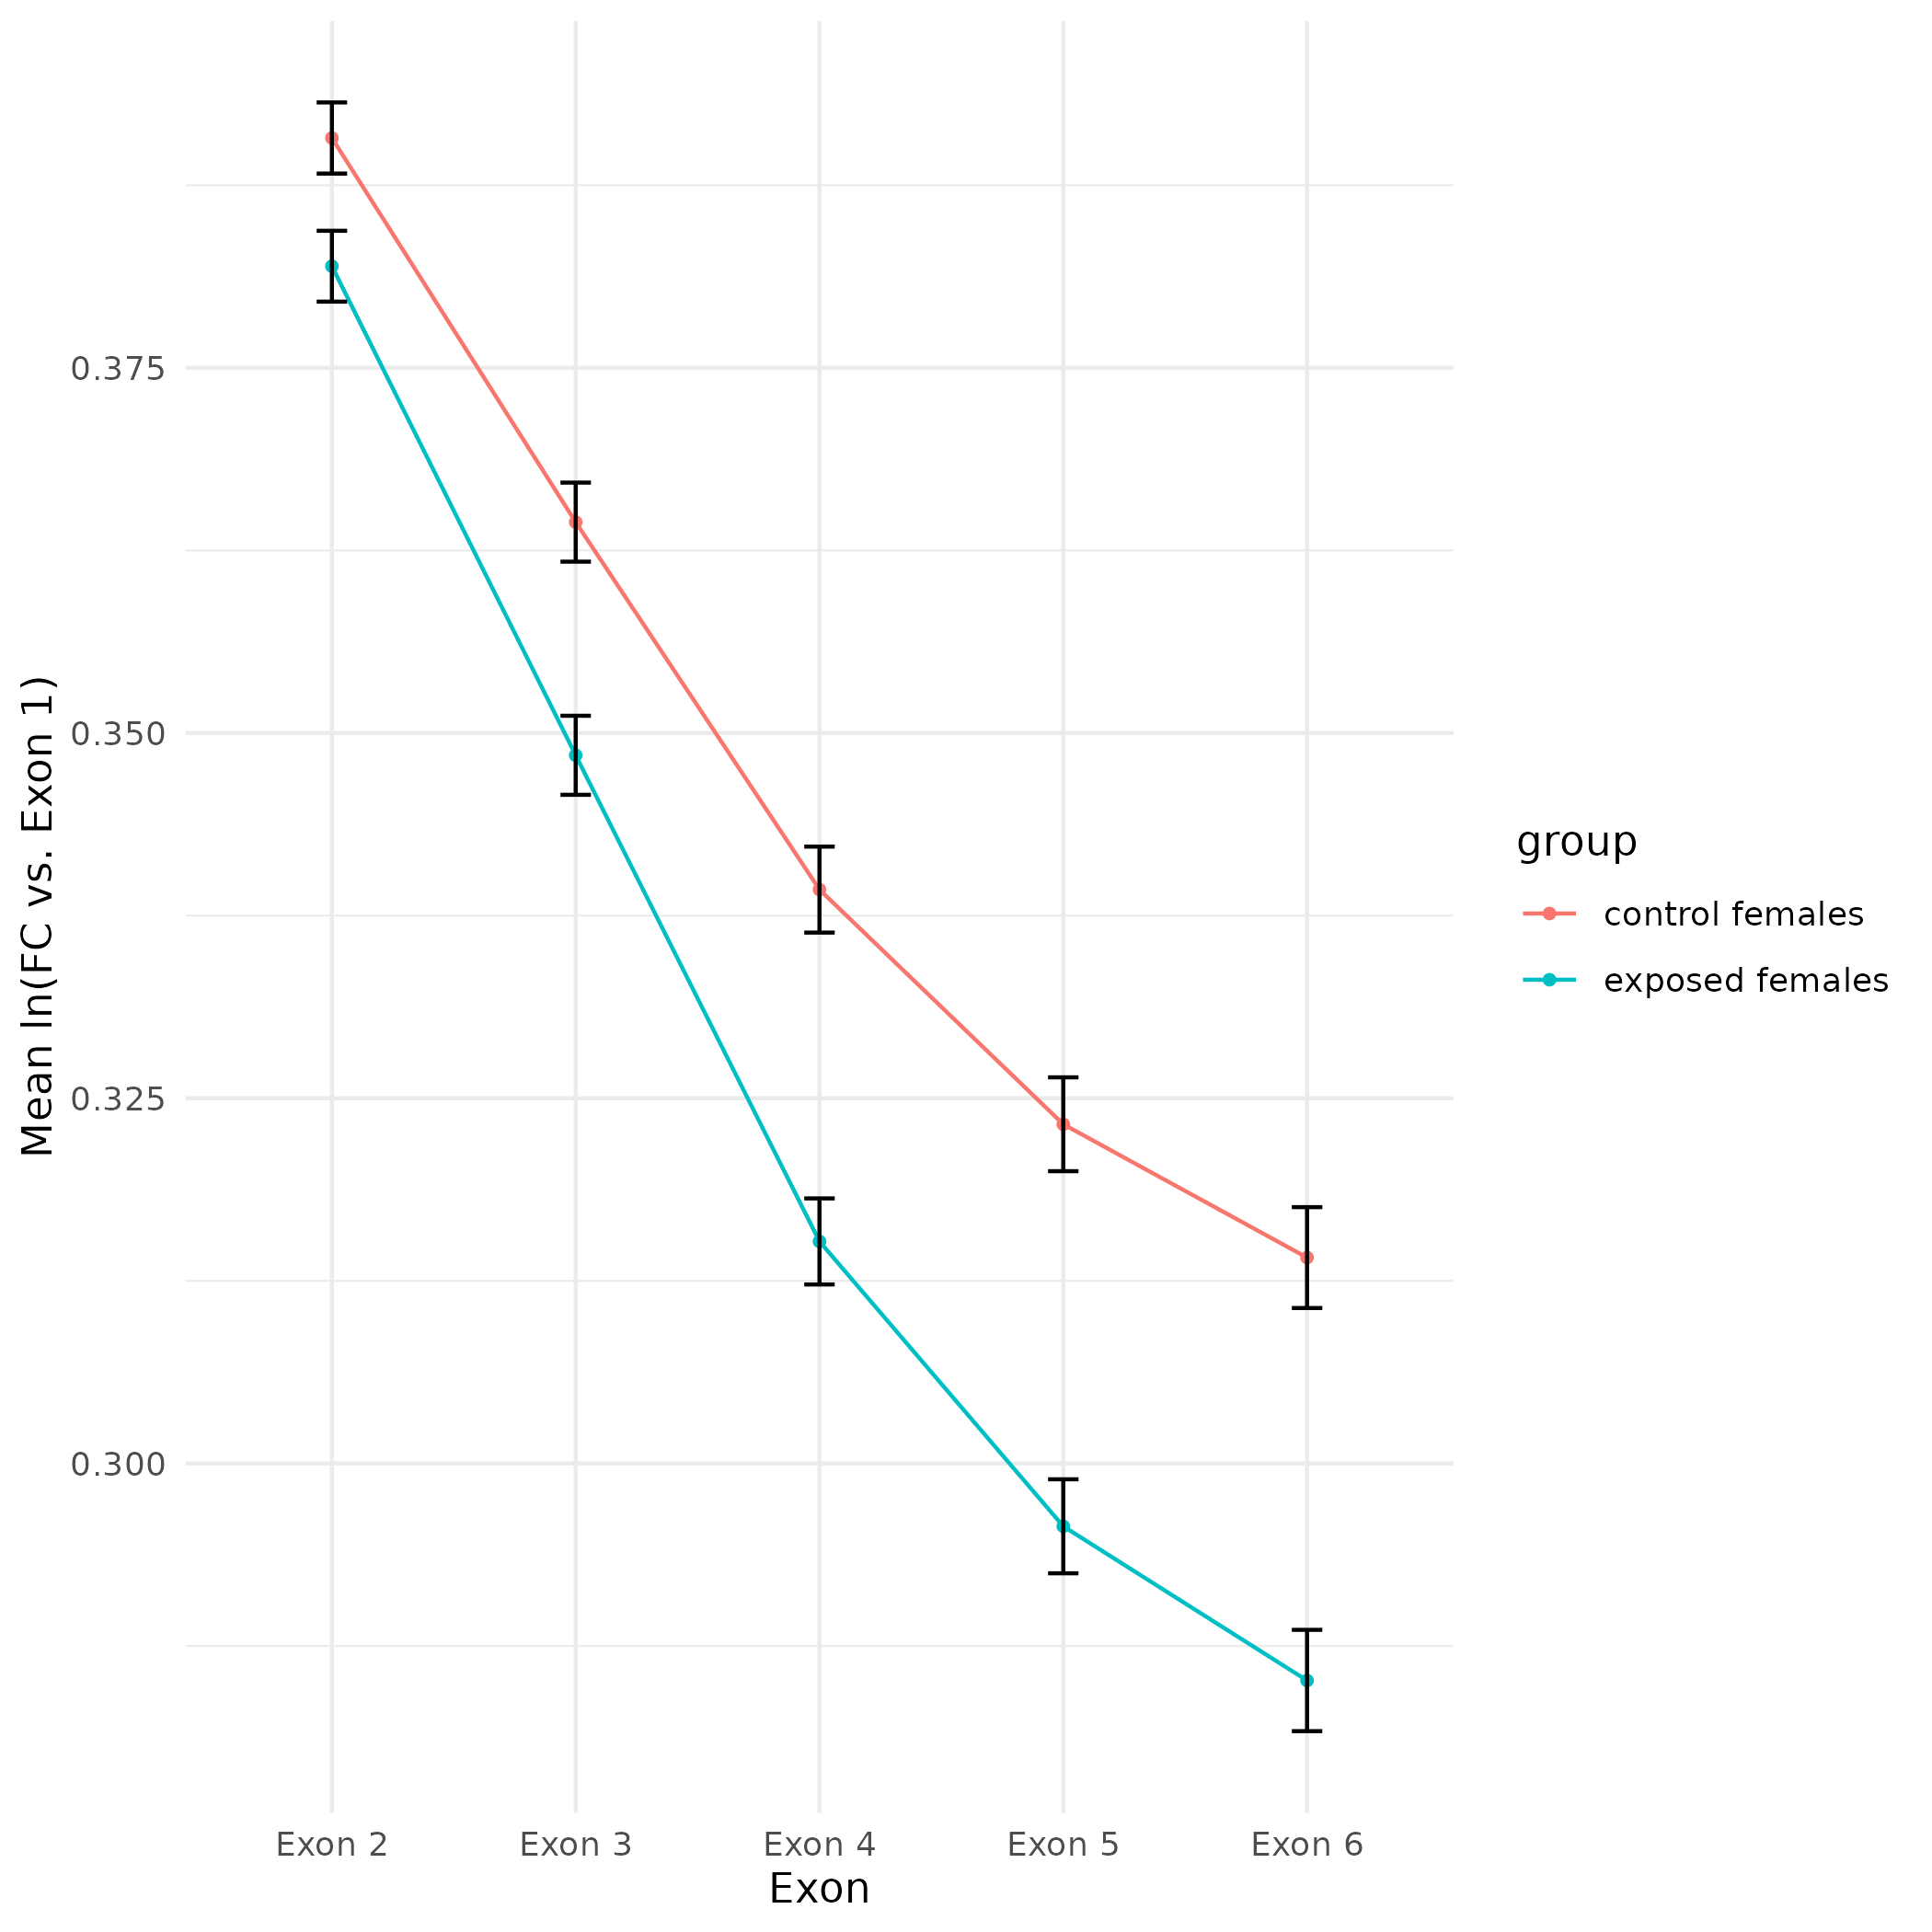 0.375
0.350
0.325
0.300
Mean ln(FC vs. Exon 1)
Exon 2 Exon 3 Exon 4 Exon 5 Exon 6
Exon
group
control females
exposed females